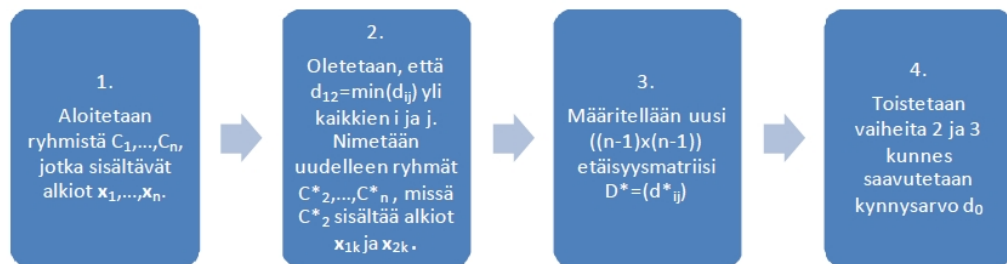 1.
Aloitetaan
ryhmistä C₁,...,Cₙ,
jotka sisältävät
alkiot x₁,...,xₙ.
2.
Oletetaan, että
d₁₂=min(dᵢⱼ) yli
kaikkien i ja j.
Nimetään
uudelleen ryhmät
C*₂,...,C*ₙ , missä
C*₂ sisältää alkiot
x₁ₖ ja x₂ₖ .
3.
Määritellään uusi
((n-1)x(n-1))
etäisyysmatriisi
D*=(d*ᵢⱼ)
4.
Toistetaan
vaiheita 2 ja 3
kunnes
saavutetaan
kynnysarvo d₀